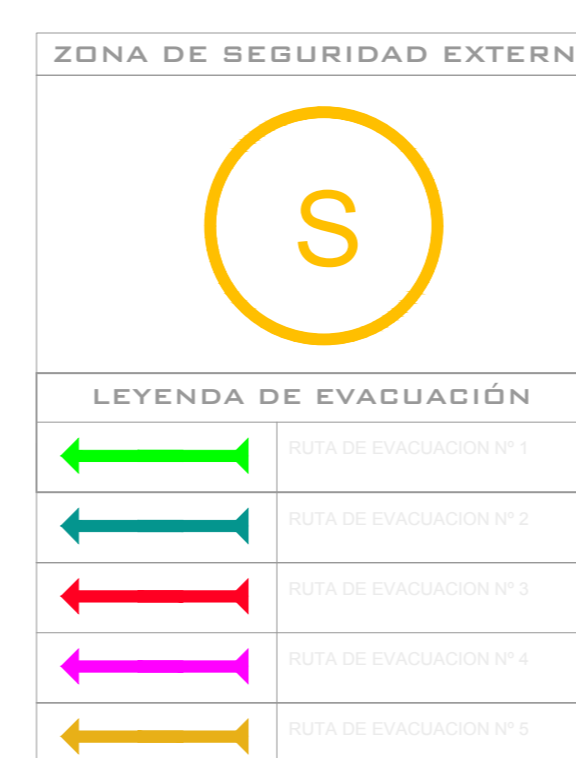 ZONA DE SEGURIDAD EXTERN
S
LEYENDA DE EVACUACIÓN
RUTA DE EVACUACION Nº 1
RUTA DE EVACUACION Nº 2
RUTA DE EVACUACION Nº 3
RUTA DE EVACUACION Nº 4
RUTA DE EVACUACION Nº 5